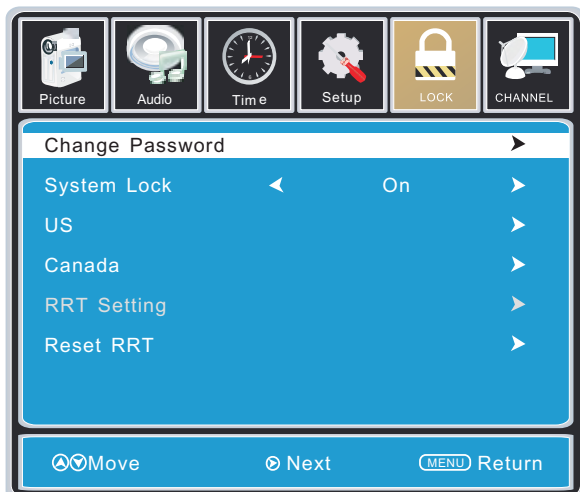 Picture Audio Time Setup LOCK CHANNEL
Change Password
System Lock On
US
Canada
RRT Setting
Reset RRT
Move Next MENU Return